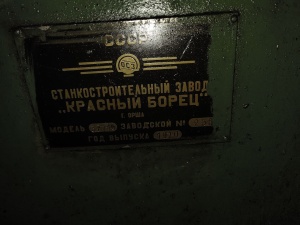 СССР
СТАНКОСТРОИТЕЛЬНЫЙ ЗАВОД
„КРАСНЫЙ БОРЕЦ"
Г. ОРША
МОДЕЛЬ ЗАВОДСКОЙ №
ГОД ВЫПУСКА